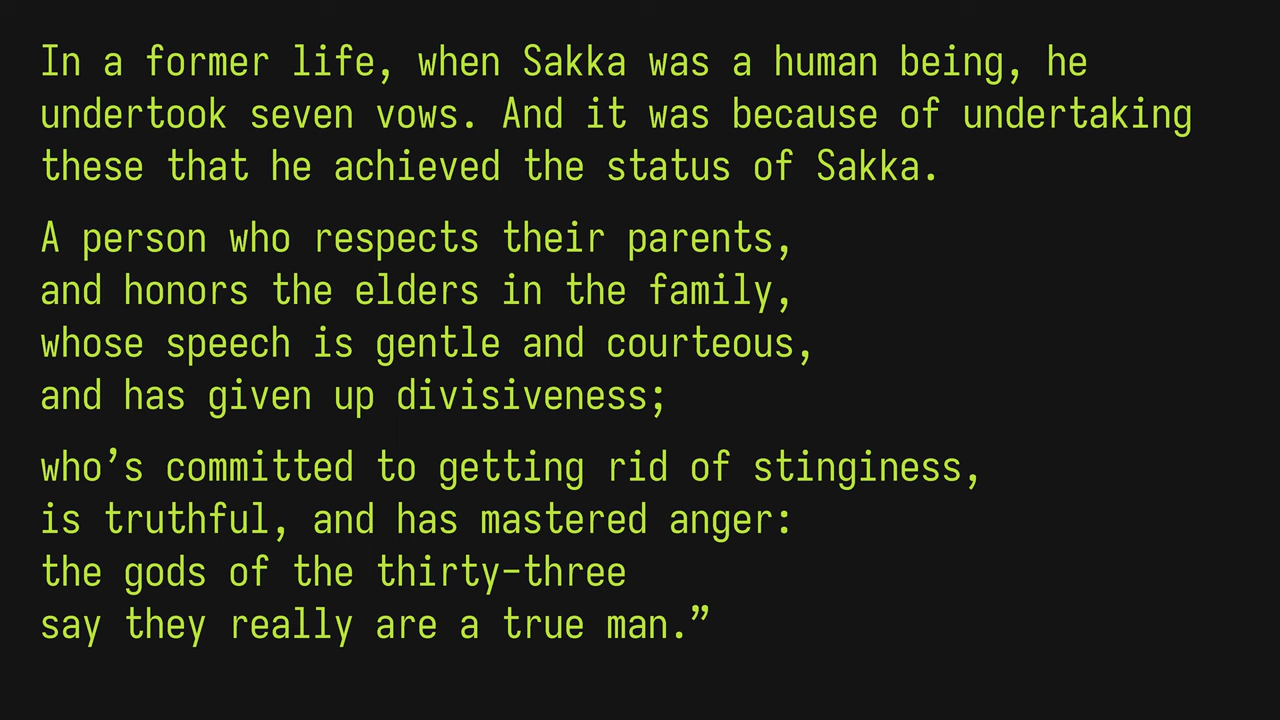 In a former life, when Sakka was a human being, he
undertook seven vows. And it was because of undertaking
these that he achieved the status of Sakka.
A person who respects their parents,
and honors the elders in the family,
whose speech is gentle and courteous,
and has given up divisiveness;
who’s committed to getting rid of stinginess,
is truthful, and has mastered anger:
the gods of the thirty-three
say they really are a true man.”